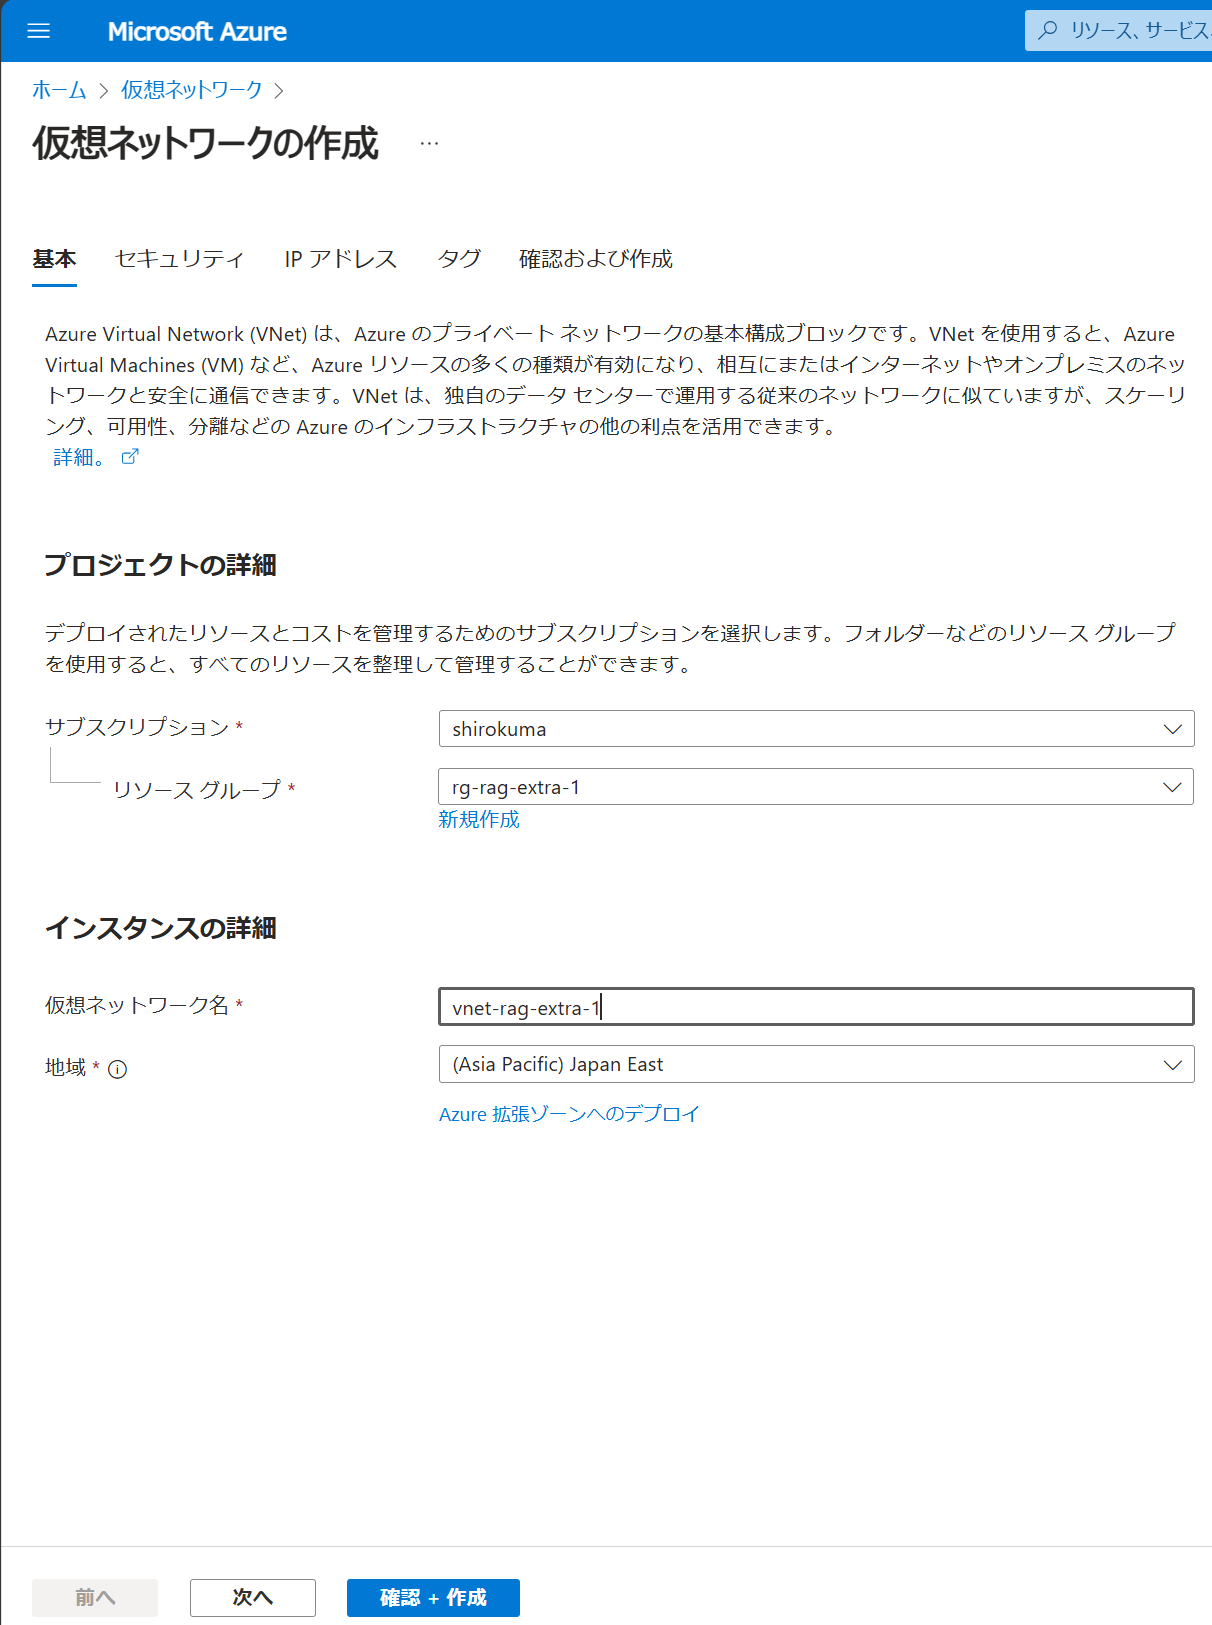 Microsoft Azure
リソース、サービス、
ホーム > 仮想ネットワーク >
仮想ネットワークの作成 …
基本 セキュリティ IP アドレス タグ 確認および作成
Azure Virtual Network (VNet) は、Azure のプライベート ネットワークの基本構成ブロックです。VNet を使用すると、Azure
Virtual Machines (VM) など、Azure リソースの多くの種類が有効になり、相互にまたはインターネットやオンプレミスのネッ
トワークと安全に通信できます。VNet は、独自のデータ センターで運用する従来のネットワークに似ていますが、スケーリ
ング、可用性、分離などの Azure のインフラストラクチャの他の利点を活用できます。
詳細。
プロジェクトの詳細
デプロイされたリソースとコストを管理するためのサブスクリプションを選択します。フォルダーなどのリソース グループ
を使用すると、すべてのリソースを整理して管理することができます。
サブスクリプション * shirokuma
リソース グループ * rg-rag-extra-1
新規作成
インスタンスの詳細
仮想ネットワーク名 * vnet-rag-extra-1
地域 * (Asia Pacific) Japan East
Azure 拡張ゾーンへのデプロイ
前へ 次へ 確認 + 作成